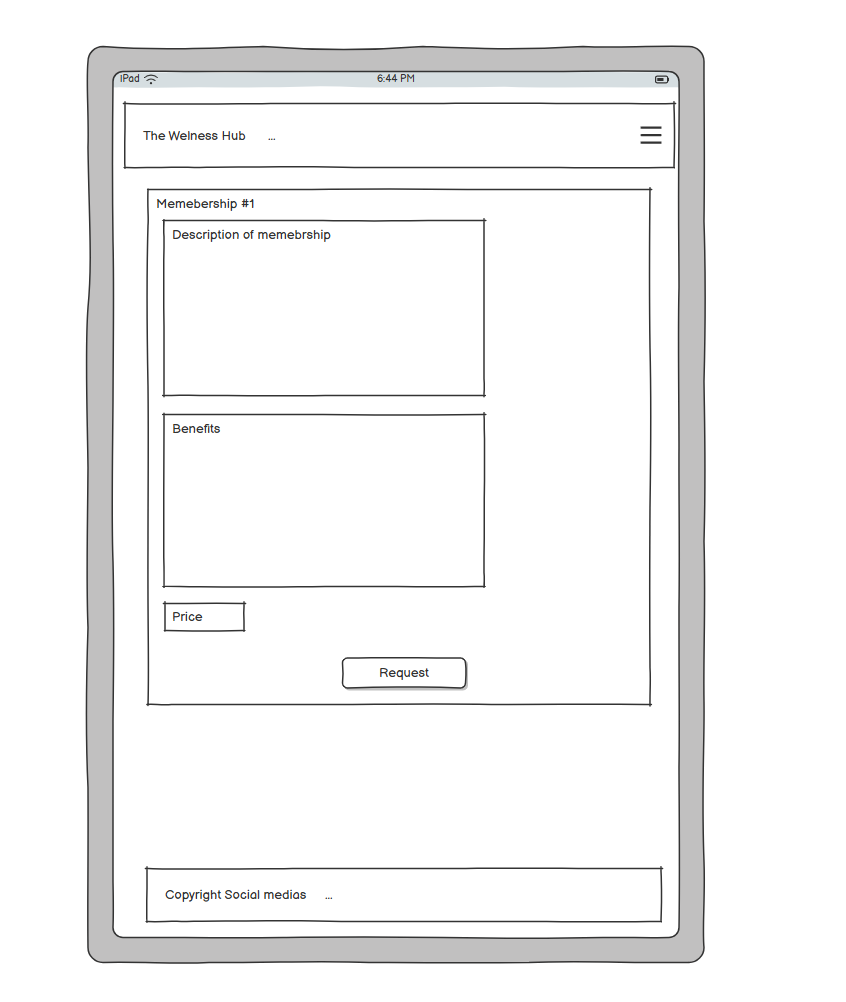 iPad 6:44 PM
The Welness Hub ...
Memebership #1
Description of memebrship
Benefits
Price
Request
Copyright Social medias ...